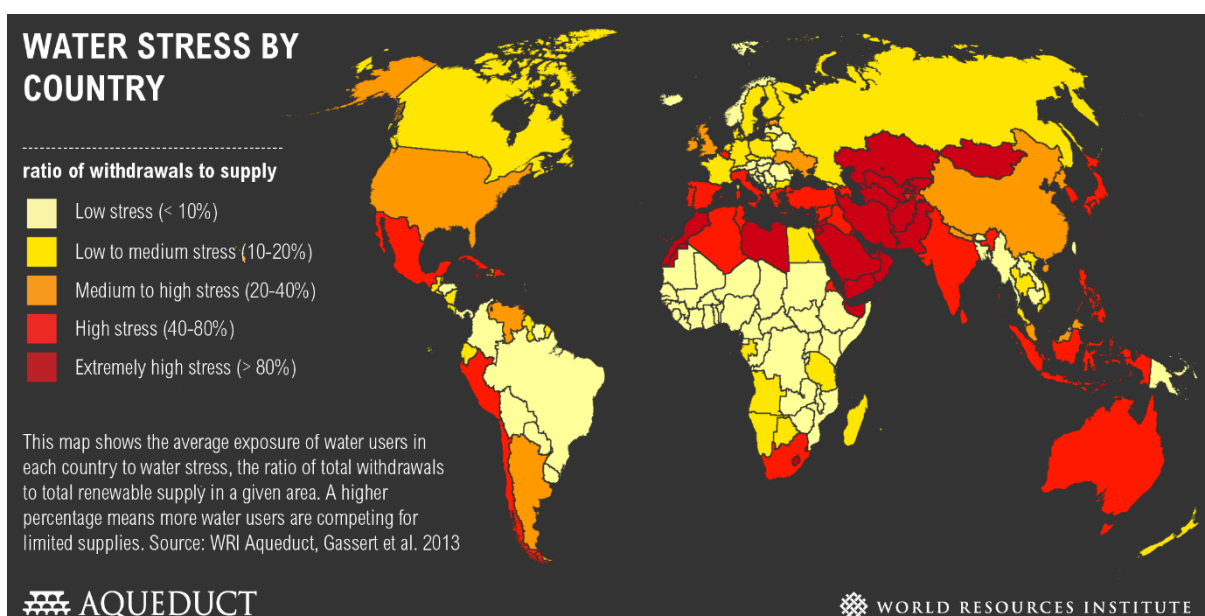 WATER STRESS BY
COUNTRY
ratio of withdrawals to supply
Low stress (< 10%)
Low to medium stress (10-20%)
Medium to high stress (20-40%)
High stress (40-80%)
Extremely high stress (> 80%)
This map shows the average exposure of water users in
each country to water stress, the ratio of total withdrawals
to total renewable supply in a given area. A higher
percentage means more water users are competing for
limited supplies. Source: WRI Aqueduct, Gassert et al. 2013
AQUEDUCT
WORLD RESOURCES INSTITUTE